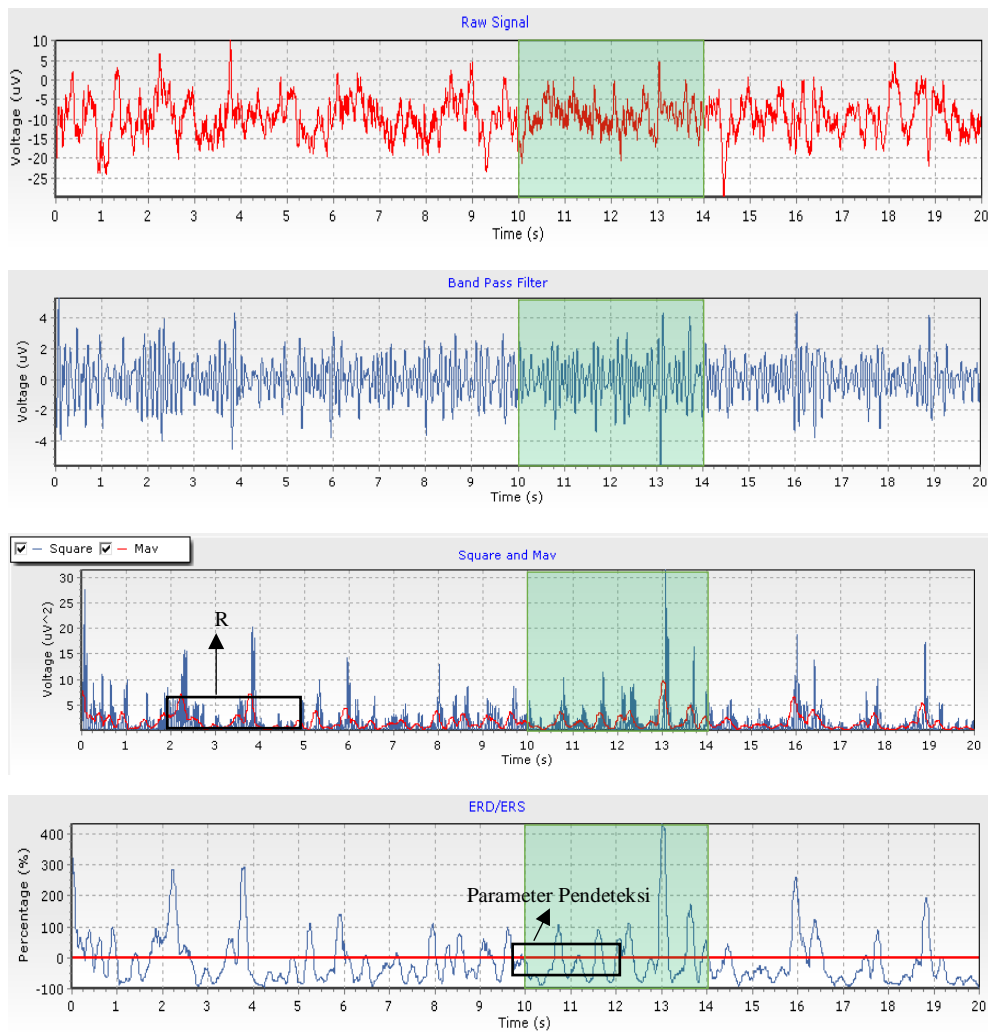 Raw Signal
Voltage (uV)
10
5
0
-5
-10
-15
-20
-25
0 1 2 3 4 5 6 7 8 9 10 11 12 13 14 15 16 17 18 19 20
Time (s)
Band Pass Filter
Voltage (uV)
4
2
0
-2
-4
0 1 2 3 4 5 6 7 8 9 10 11 12 13 14 15 16 17 18 19 20
Time (s)
Square Mav
Square and Mav
Voltage (uV^2)
30
25
20
15
10
5
R
0 1 2 3 4 5 6 7 8 9 10 11 12 13 14 15 16 17 18 19 20
Time (s)
ERD/ERS
Percentage (%)
400
300
200
100
0
-100
Parameter Pendeteksi
0 1 2 3 4 5 6 7 8 9 10 11 12 13 14 15 16 17 18 19 20
Time (s)